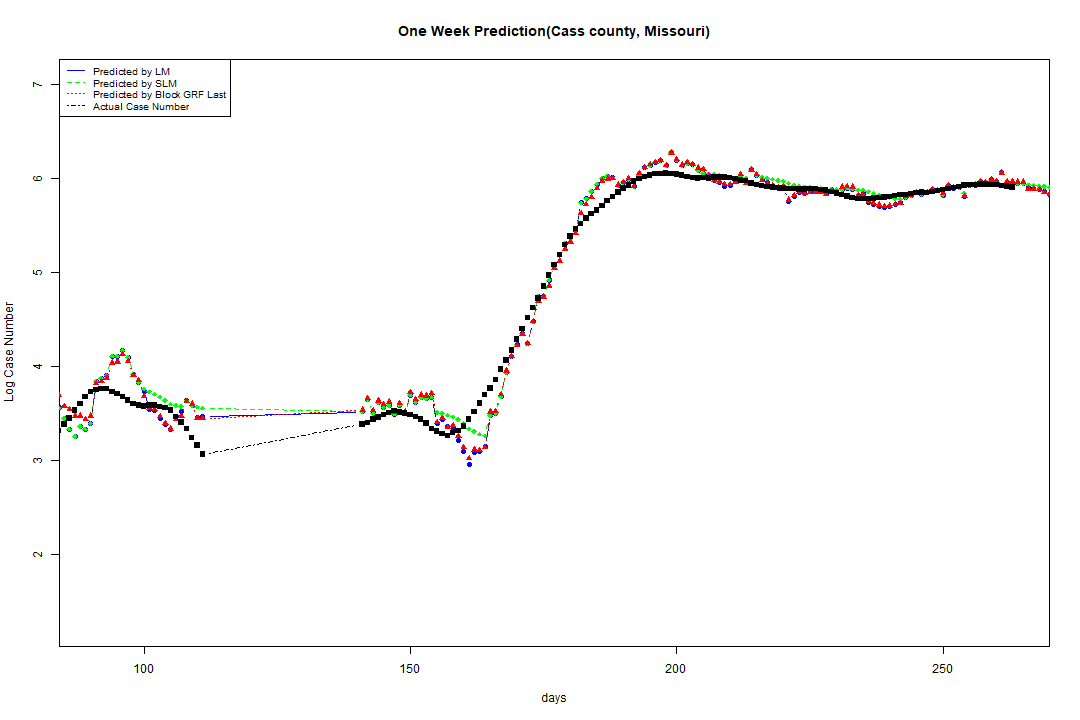 One Week Prediction(Cass county, Missouri)
Predicted by LM
Predicted by SLM
Predicted by Block GRF Last
Actual Case Number
7
6
5
4
3
2
Log Case Number
100 150 200 250
days